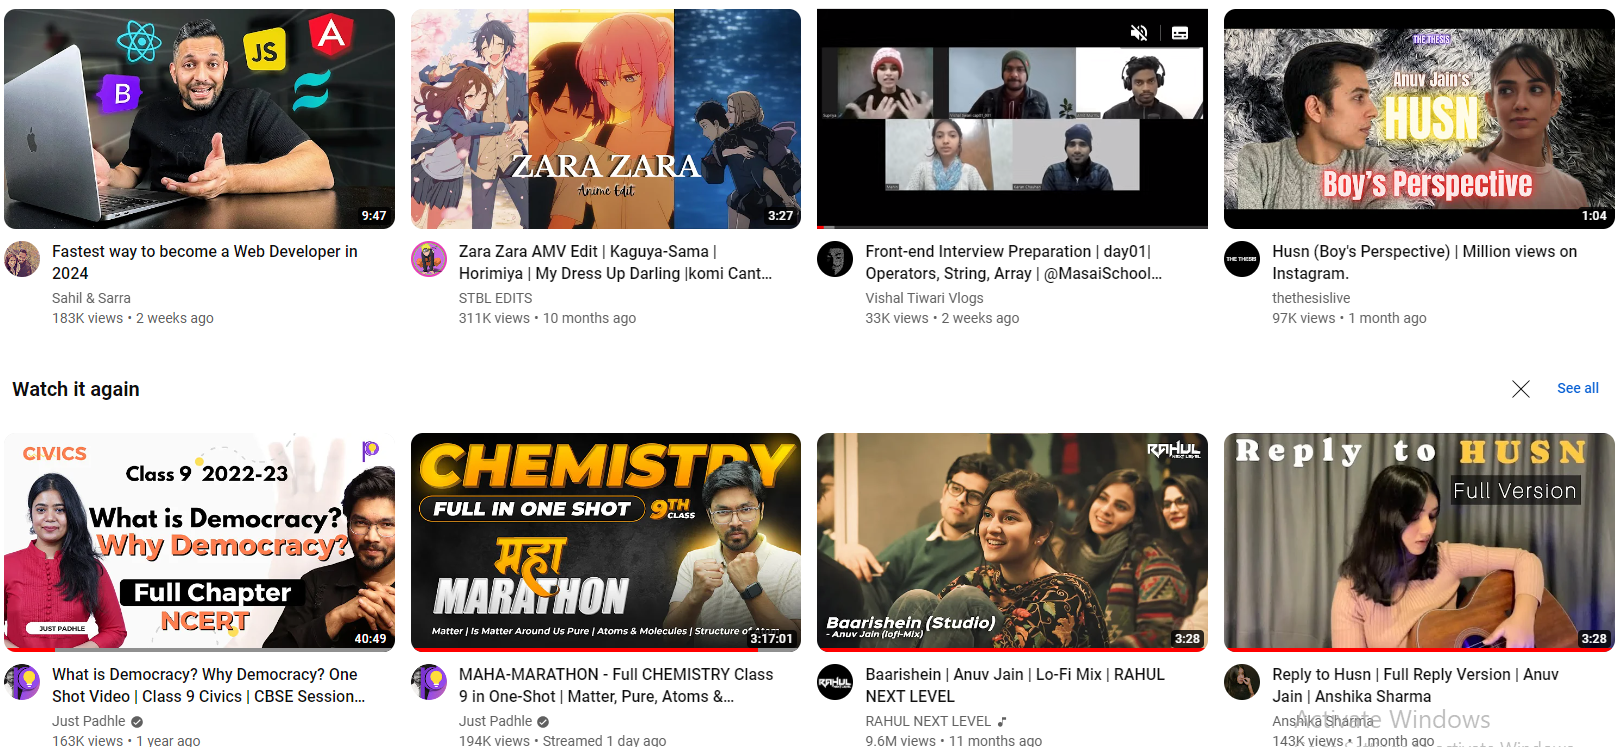 JS
A
B
9:47
ZARA ZARA
Anime Edit
3:27
THE THESIS
Anuv Jain's
HUSN
Boy's Perspective
1:04
Fastest way to become a Web Developer in
2024
Sahil & Sarra
183K views • 2 weeks ago
Zara Zara AMV Edit | Kaguya-Sama |
Horimiya | My Dress Up Darling |komi Cant...
STBL EDITS
311K views • 10 months ago
Front-end Interview Preparation | day01|
Operators, String, Array | @MasaiSchool...
Vishal Tiwari Vlogs
33K views • 2 weeks ago
THE THESIS
Husn (Boy's Perspective) | Million views on
Instagram.
thethesislive
97K views • 1 month ago
Watch it again
See all
CIVICS
Class 9 2022-23
What is Democracy?
Why Democracy?
Full Chapter
NCERT
JUST PADHLE
40:49
CHEMISTRY
FULL IN ONE SHOT
9TH
CLASS
महा
MARATHON
Matter | Is Matter Around Us Pure | Atoms & Molecules | Structure of Atom
3:17:01
RAHUL
NEXT LEVEL
Baarishein (Studio)
- Anuv Jain (lofi-Mix)
3:28
Reply to HUSN
Full Version
3:28
What is Democracy? Why Democracy? One
Shot Video | Class 9 Civics | CBSE Session...
Just Padhle
163K views • 1 year ago
MAHA-MARATHON - Full CHEMISTRY Class
9 in One-Shot | Matter, Pure, Atoms &...
Just Padhle
194K views • Streamed 1 day ago
RAHUL
NEXT LEVEL
Baarishein | Anuv Jain | Lo-Fi Mix | RAHUL
NEXT LEVEL
RAHUL NEXT LEVEL
9.6M views • 11 months ago
Reply to Husn | Full Reply Version | Anuv
Jain | Anshika Sharma
Anshika Sharma
143K views • 1 month ago
Activate Windows